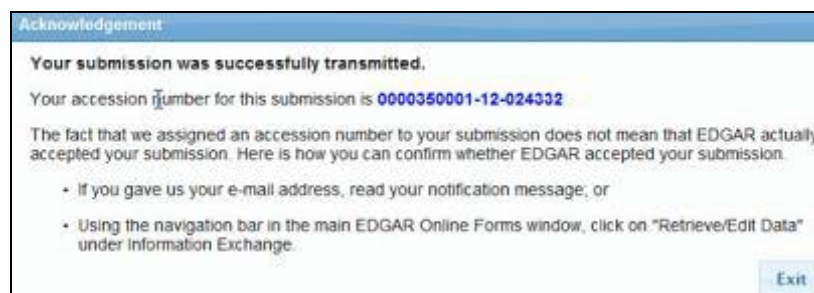 Acknowledgement
Your submission was successfully transmitted.
Your accession number for this submission is 0000350001-12-024332
The fact that we assigned an accession number to your submission does not mean that EDGAR actually
accepted your submission. Here is how you can confirm whether EDGAR accepted your submission.
• If you gave us your e-mail address, read your notification message; or
• Using the navigation bar in the main EDGAR Online Forms window, click on "Retrieve/Edit Data"
under Information Exchange.
Exit